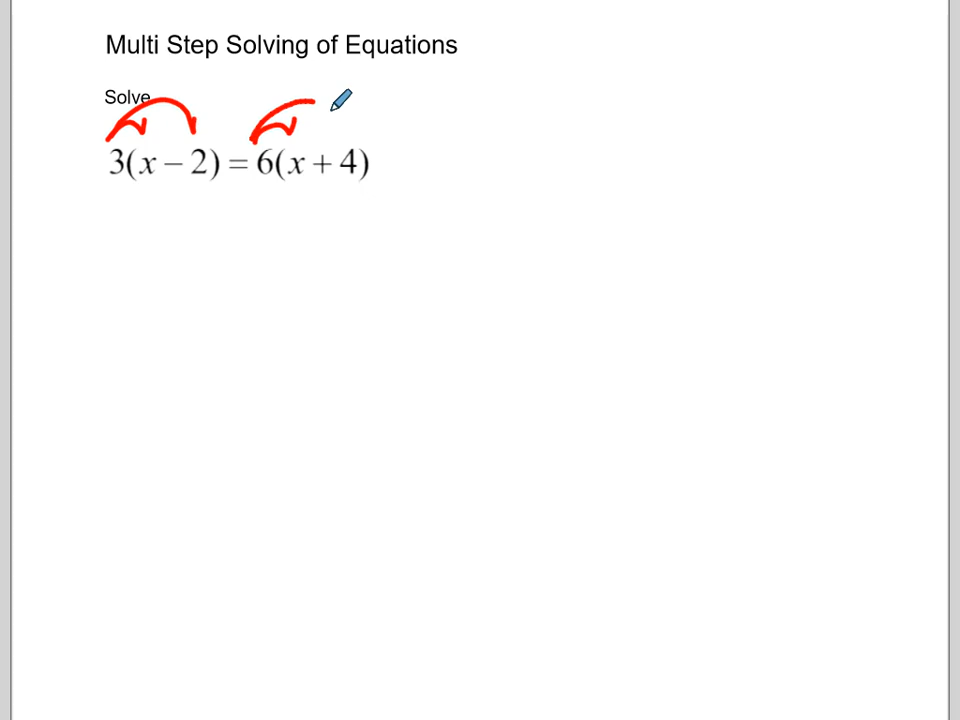 Multi Step Solving of Equations
Solve
3(x − 2) = 6(x + 4)